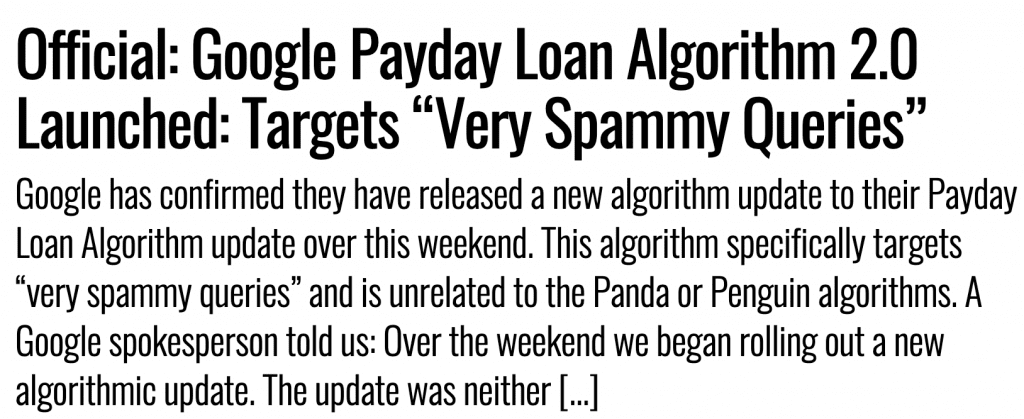 Official: Google Payday Loan Algorithm 2.0
Launched: Targets “Very Spammy Queries”
Google has confirmed they have released a new algorithm update to their Payday
Loan Algorithm update over this weekend. This algorithm specifically targets
“very spammy queries” and is unrelated to the Panda or Penguin algorithms. A
Google spokesperson told us: Over the weekend we began rolling out a new
algorithmic update. The update was neither [...]